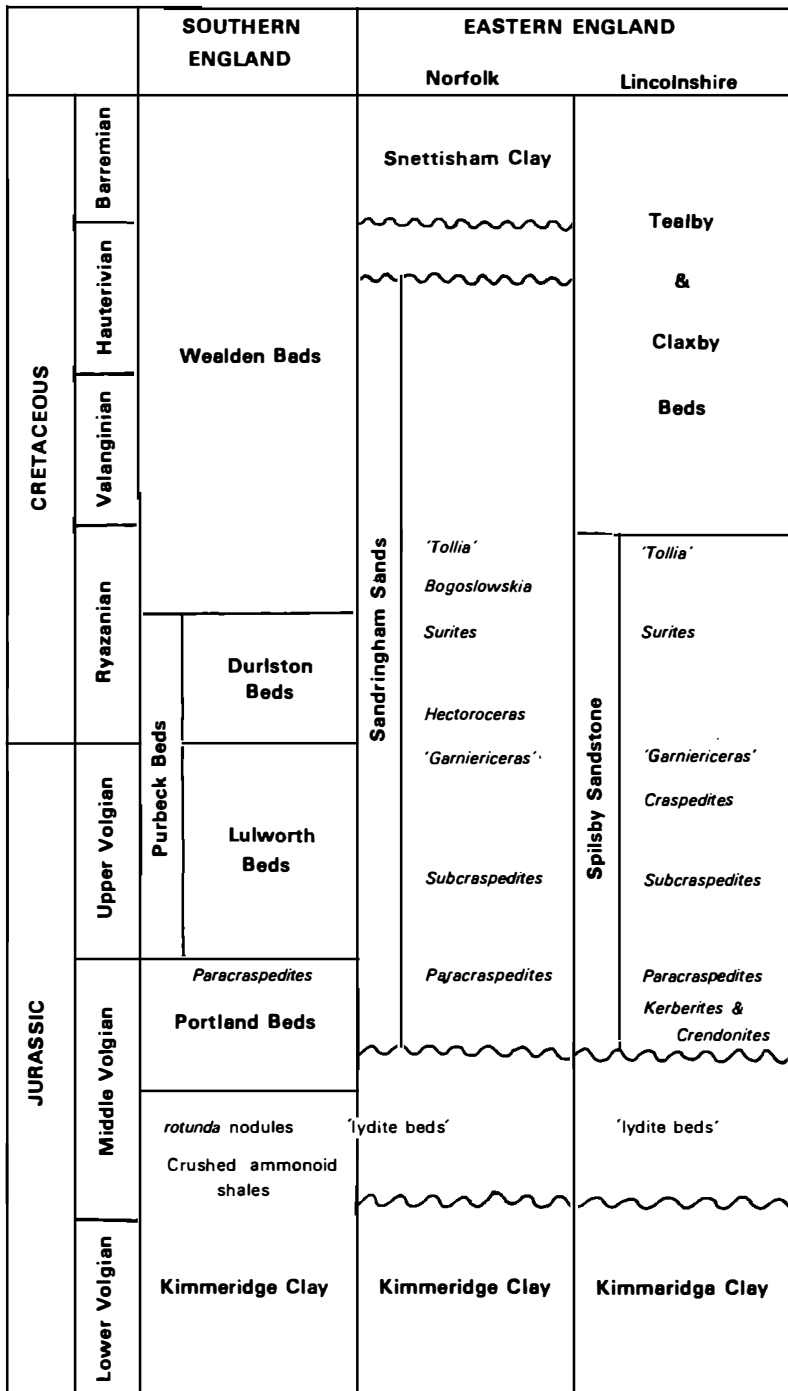 SOUTHERN
ENGLAND
EASTERN ENGLAND
Norfolk
Lincolnshire
CRETACEOUS
JURASSIC
Barremian
Hauterivian
Valanginian
Ryazanian
Upper Volgian
Middle Volgian
Lower Volgian
Wealden Bads
Purbeck Beds
Durlston
Beds
Lulworth
Beds
Paracraspedites
Portland Beds
rotunda nodules
Crushed ammonoid
shales
Kimmeridge Clay
Snettisham Clay
Sandringham Sands
'Tollia'
Bogoslowskia
Surites
Hectoroceras
'Garniericeras'
Subcraspedites
Paracraspedites
'lydite beds'
Kimmeridge Clay
Tealby
&
Claxby
Beds
Spilsby Sandstone
'Tollia'
Surites
'Garniericeras'
Craspedites
Subcraspedites
Paracraspedites
Kerberites &
Crendonites
'lydite beds'
Kimmaridga Clay